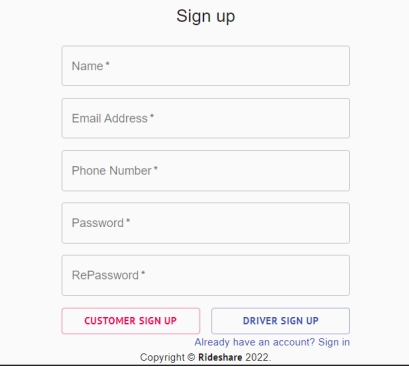 Sign up
Name *
Email Address *
Phone Number *
Password *
RePassword *
CUSTOMER SIGN UP DRIVER SIGN UP
Already have an account? Sign in
Copyright © Rideshare 2022.